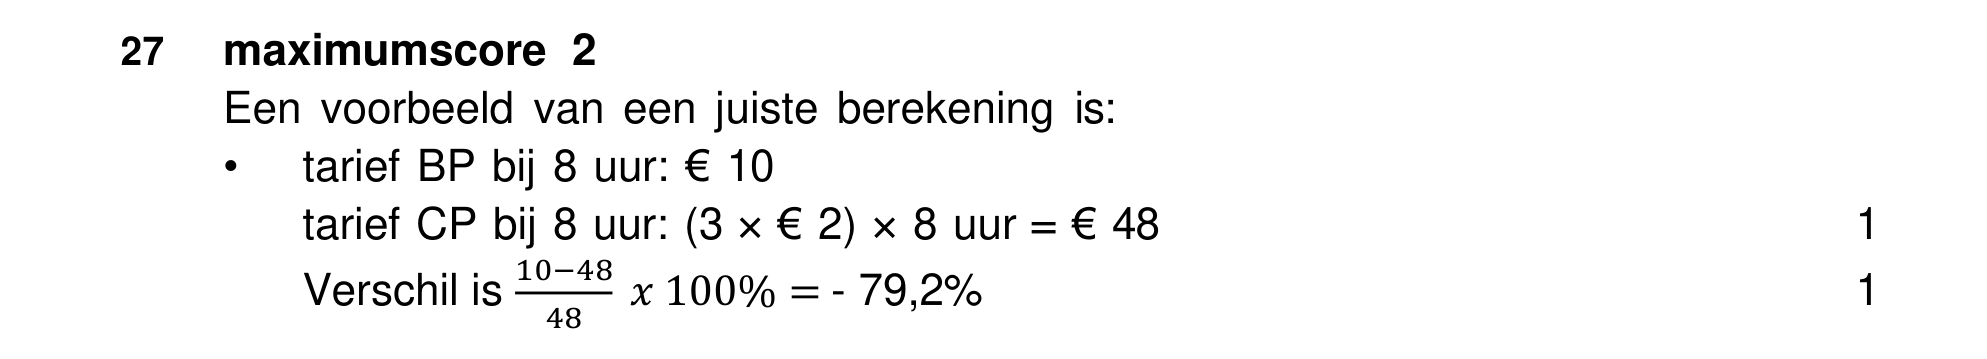 27 maximumscore 2
Een voorbeeld van een juiste berekening is:
• tarief BP bij 8 uur: € 10
tarief CP bij 8 uur: (3 × € 2) × 8 uur = € 48 1
Verschil is \frac{10−48}{48} x 100% = - 79,2% 1